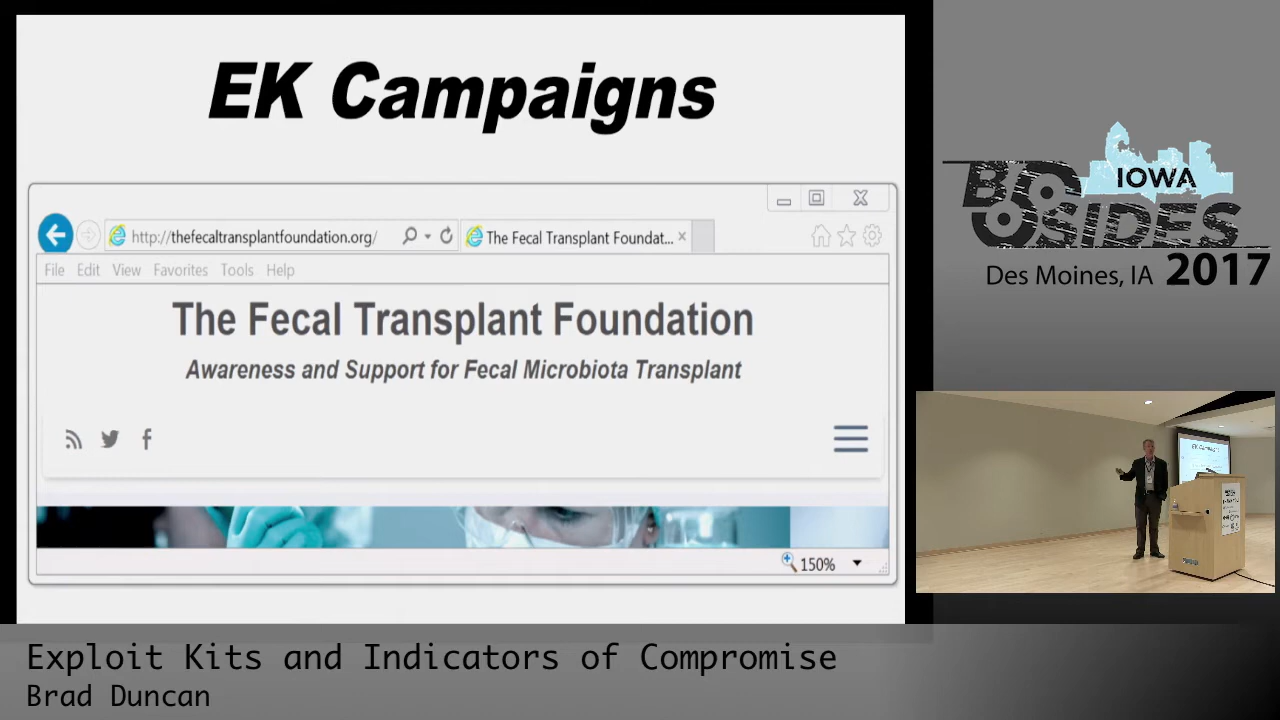 EK Campaigns
http://thefecaltransplantfoundation.org/
The Fecal Transplant Foundat...
File Edit View Favorites Tools Help
The Fecal Transplant Foundation
Awareness and Support for Fecal Microbiota Transplant
150%
IOWA
BSIDES
Des Moines, IA 2017
EK Campaigns
Exploit Kits and Indicators of Compromise
Brad Duncan